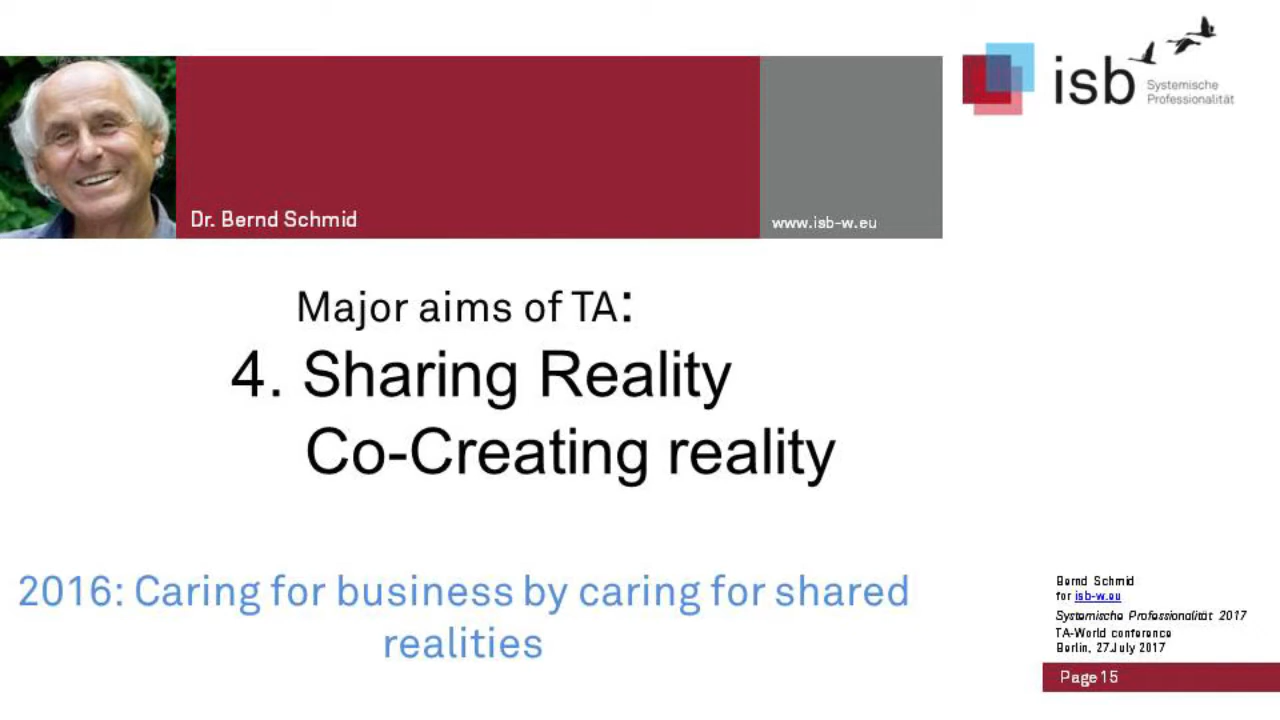 isb
Systemische
Professionalität
Dr. Bernd Schmid
www.isb-w.eu
Major aims of TA:
4. Sharing Reality
Co-Creating reality
2016: Caring for business by caring for shared
realities
Bernd Schmid
for isb-w.eu
Systemische Professionalität 2017
TA-World conference
Berlin, 27.July 2017
Page 15